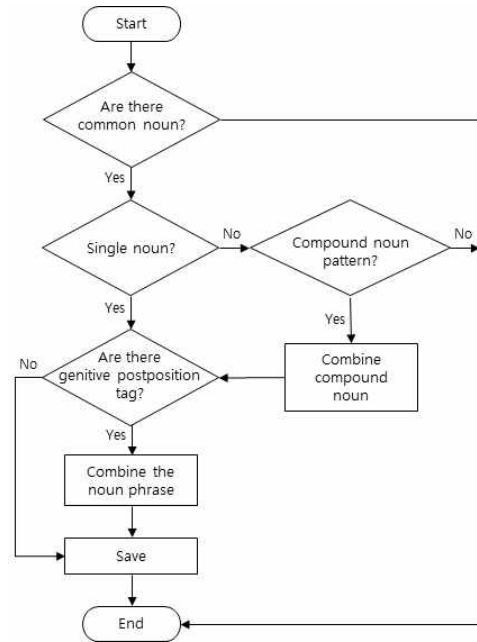 Start
Are there
common noun?
Yes
Single noun?
No
Compound noun
pattern?
No
Yes
Yes
Combine
compound
noun
Are there
genitive postposition
tag?
No
Yes
Combine the
noun phrase
Save
End